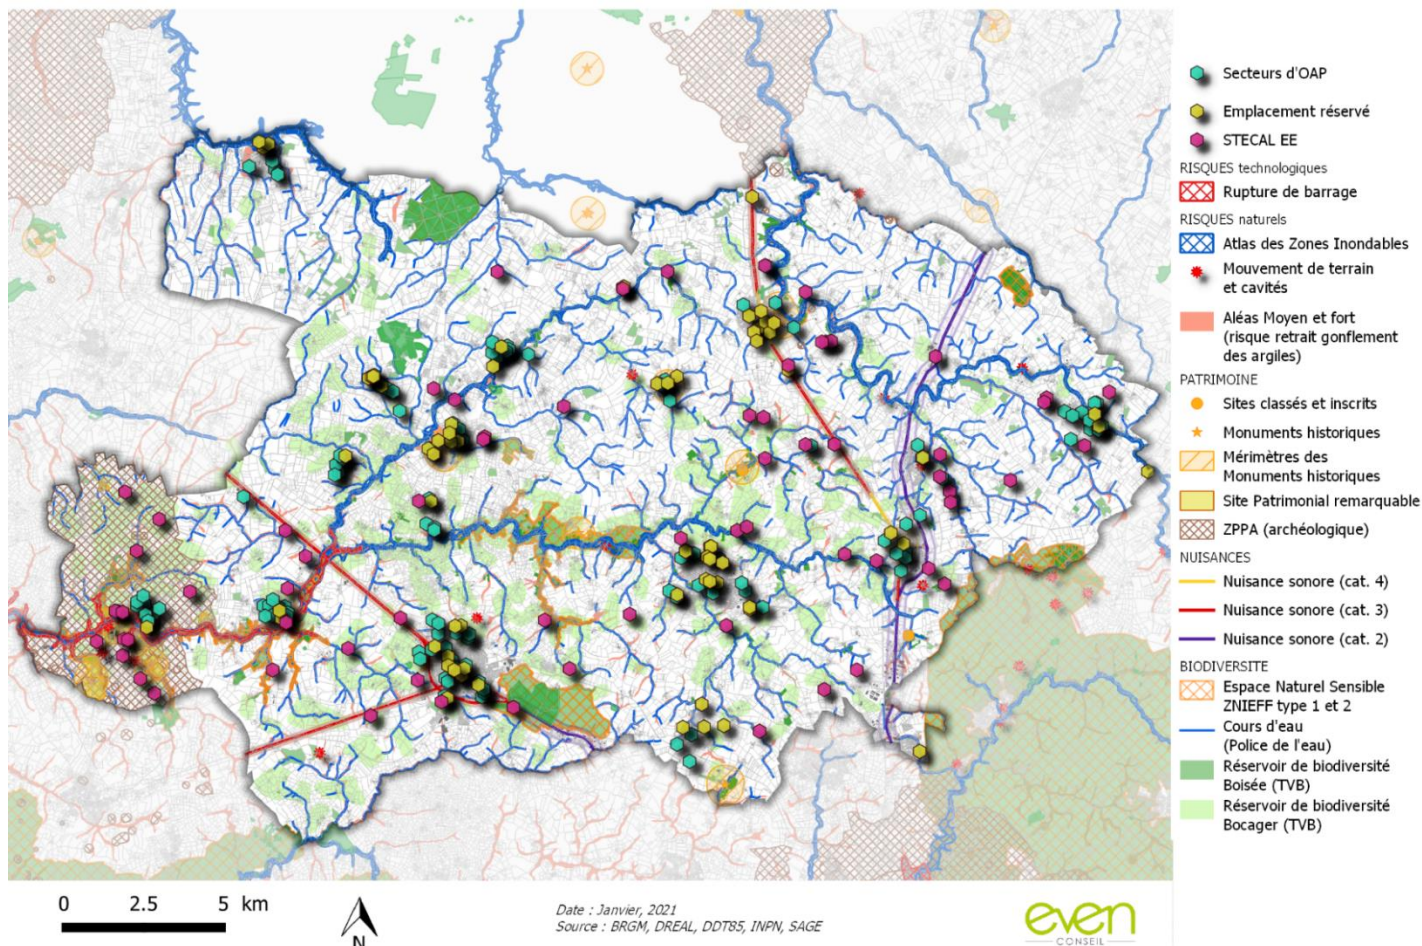 Secteurs d'OAP
Emplacement réservé
STECAL EE
RISQUES technologiques
Rupture de barrage
RISQUES naturels
Atlas des Zones Inondables
Mouvement de terrain
et cavités
Aléas Moyen et fort
(risque retrait gonflement
des argiles)
PATRIMOINE
Sites classés et inscrits
Monuments historiques
Mérimètres des
Monuments historiques
Site Patrimonial remarquable
ZPPA (archéologique)
NUISANCES
Nuisance sonore (cat. 4)
Nuisance sonore (cat. 3)
Nuisance sonore (cat. 2)
BIODIVERSITE
Espace Naturel Sensible
ZNIEFF type 1 et 2
Cours d'eau
(Police de l'eau)
Réservoir de biodiversité
Boisée (TVB)
Réservoir de biodiversité
Bocager (TVB)
0 2.5 5 km
N
Date : Janvier, 2021
Source : BRGM, DREAL, DDT85, INPN, SAGE
even
CONSEIL